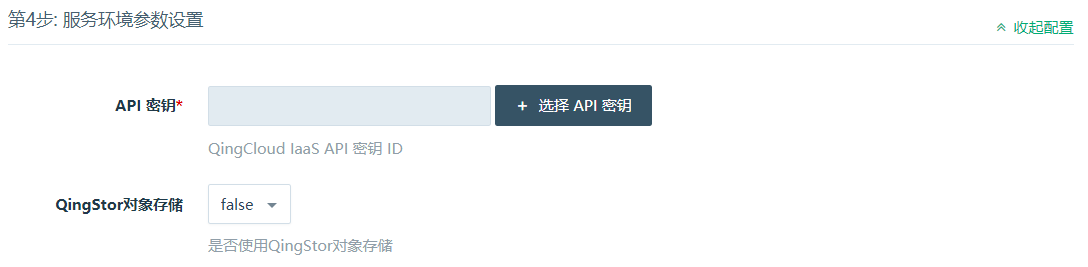 第4步: 服务环境参数设置
收起配置
API 密钥*
+ 选择 API 密钥
QingCloud IaaS API 密钥 ID
QingStor对象存储
false
是否使用QingStor对象存储